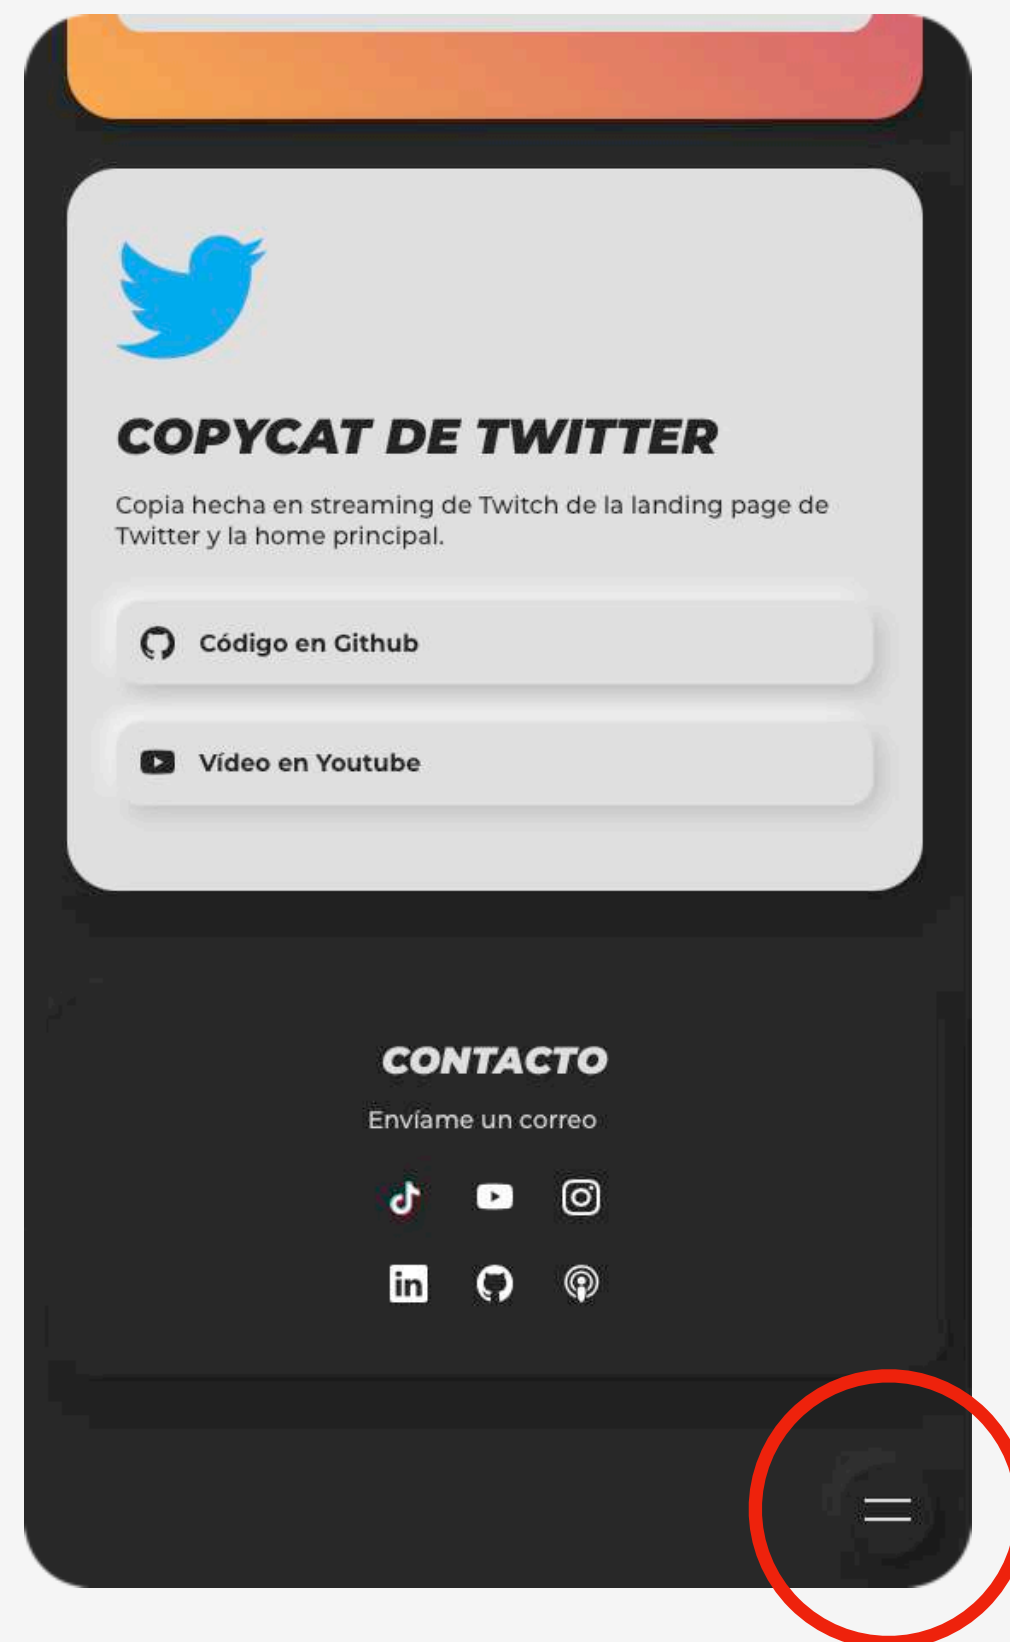 COPYCAT DE TWITTER
Copia hecha en streaming de Twitch de la landing page de
Twitter y la home principal.
Código en Github
Vídeo en Youtube
CONTACTO
Envíame un correo
in